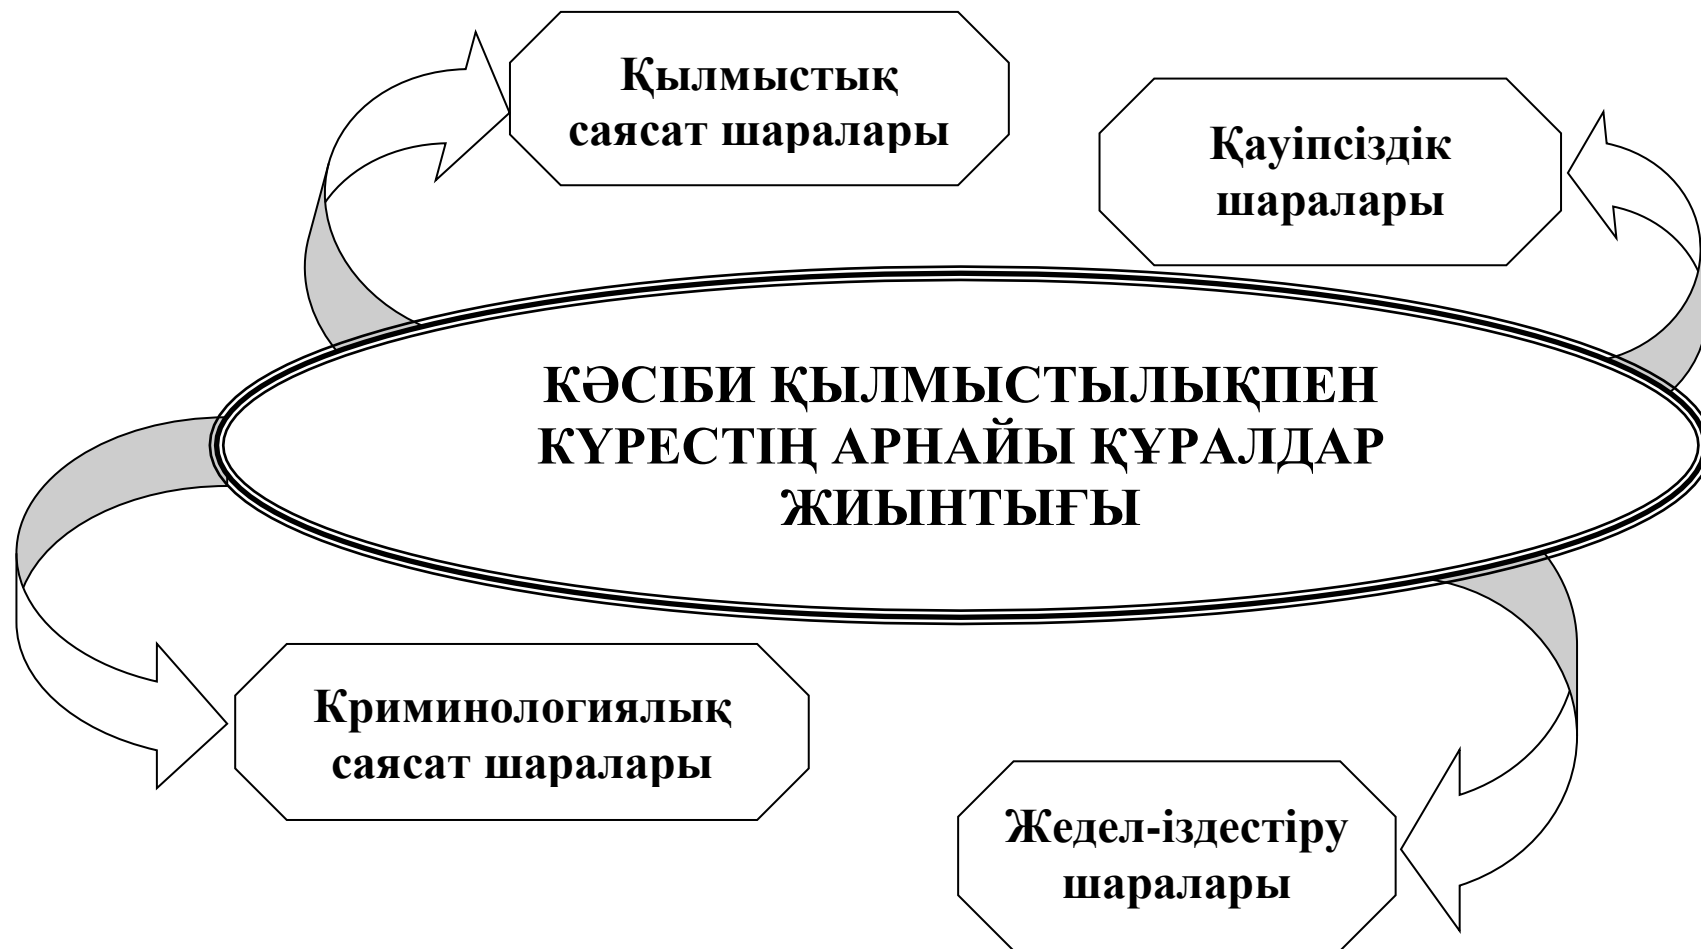 Қылмыстық
саясат шаралары
Қауіпсіздік
шаралары
КӘСІБИ ҚЫЛМЫСТЫЛЫҚПЕН
КҮРЕСТІҢ АРНАЙЫ ҚҰРАЛДАР
ЖИЫНТЫҒЫ
Криминологиялық
саясат шаралары
Жедел-іздестіру
шаралары